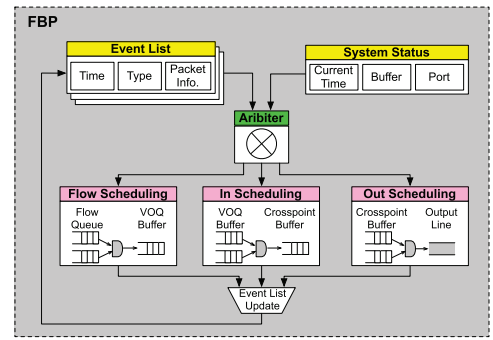 FBP
Event List
Time
Type
Packet
Info.
System Status
Current
Time
Buffer
Port
Aribiter
Flow Scheduling
Flow
Queue
VOQ
Buffer
In Scheduling
VOQ
Buffer
Crosspoint
Buffer
Out Scheduling
Crosspoint
Buffer
Output
Line
Event List
Update